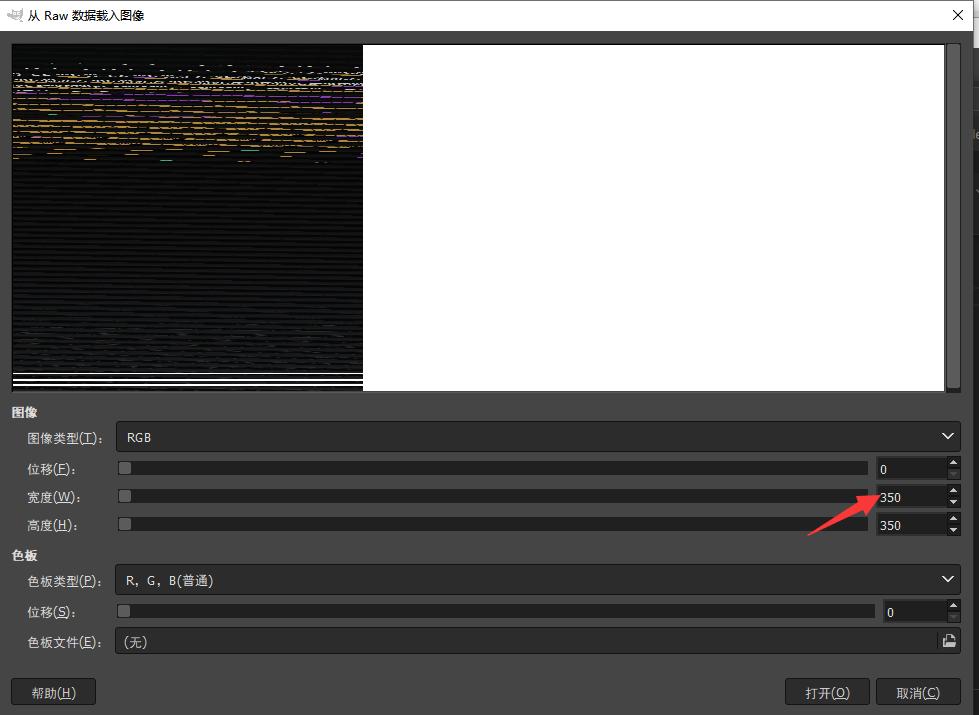 从 Raw 数据载入图像
图像
图像类型(T): RGB
位移(F): 0
宽度(W): 350
高度(H): 350
色板
色板类型(P): R, G, B(普通)
位移(S): 0
色板文件(E): (无)
帮助(H) 打开(O) 取消(C)